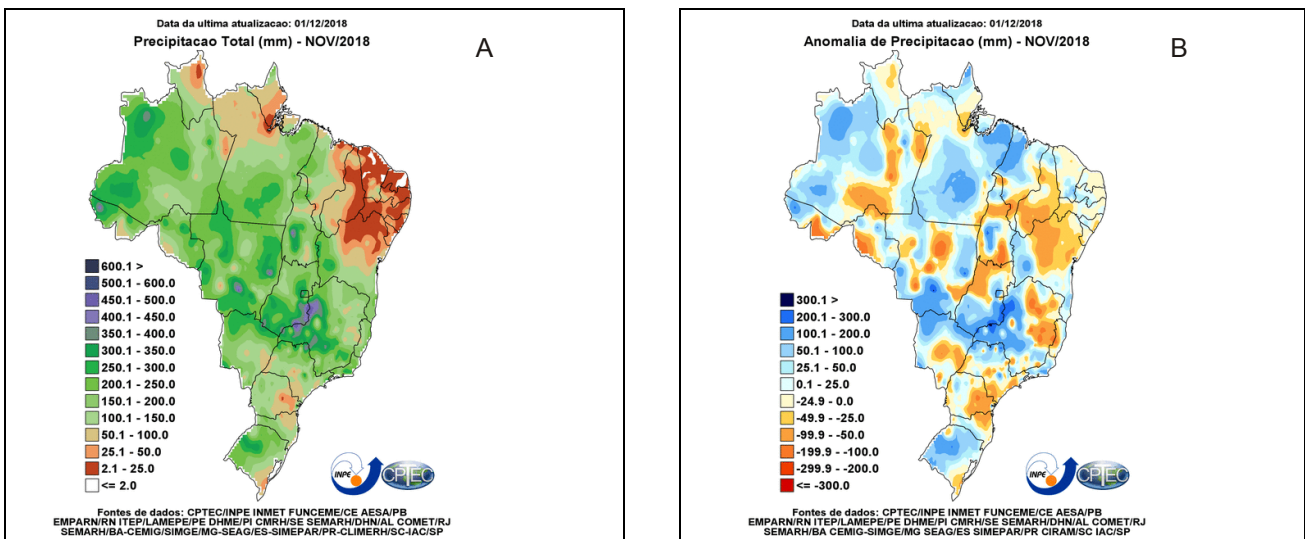 Data da ultima atualizacao: 01/12/2018
Precipitacao Total (mm) - NOV/2018
A
600.1 >
500.1 - 600.0
450.1 - 500.0
400.1 - 450.0
350.1 - 400.0
300.1 - 350.0
250.1 - 300.0
200.1 - 250.0
150.1 - 200.0
100.1 - 150.0
50.1 - 100.0
25.1 - 50.0
2.1 - 25.0
<= 2.0
INPE
CPTEC
Fontes de dados: CPTEC/INPE INMET FUNCEME/CE AESA/PB
EMPARN/RN ITEP/LAMEPE/PE DHME/PI CMRH/SE SEMARH/DHN/AL COMET/RJ
SEMARH/BA-CEMIG/SIMGE/MG-SEAG/ES-SIMEPAR/PR-CLIMERH/SC-IAC/SP
Data da ultima atualizacao: 01/12/2018
Anomalia de Precipitacao (mm) - NOV/2018
B
300.1 >
200.1 - 300.0
100.1 - 200.0
50.1 - 100.0
25.1 - 50.0
0.1 - 25.0
-24.9 - 0.0
-49.9 - -25.0
-99.9 - -50.0
-199.9 - -100.0
-299.9 - -200.0
<= -300.0
INPE
CPTEC
Fontes de dados: CPTEC/INPE INMET FUNCEME/CE AESA/PB
EMPARN/RN ITEP/LAMEPE/PE DHME/PI CMRH/SE SEMARH/DHN/AL COMET/RJ
SEMARH/BA CEMIG-SIMGE/MG SEAG/ES SIMEPAR/PR CIRAM/SC IAC/SP